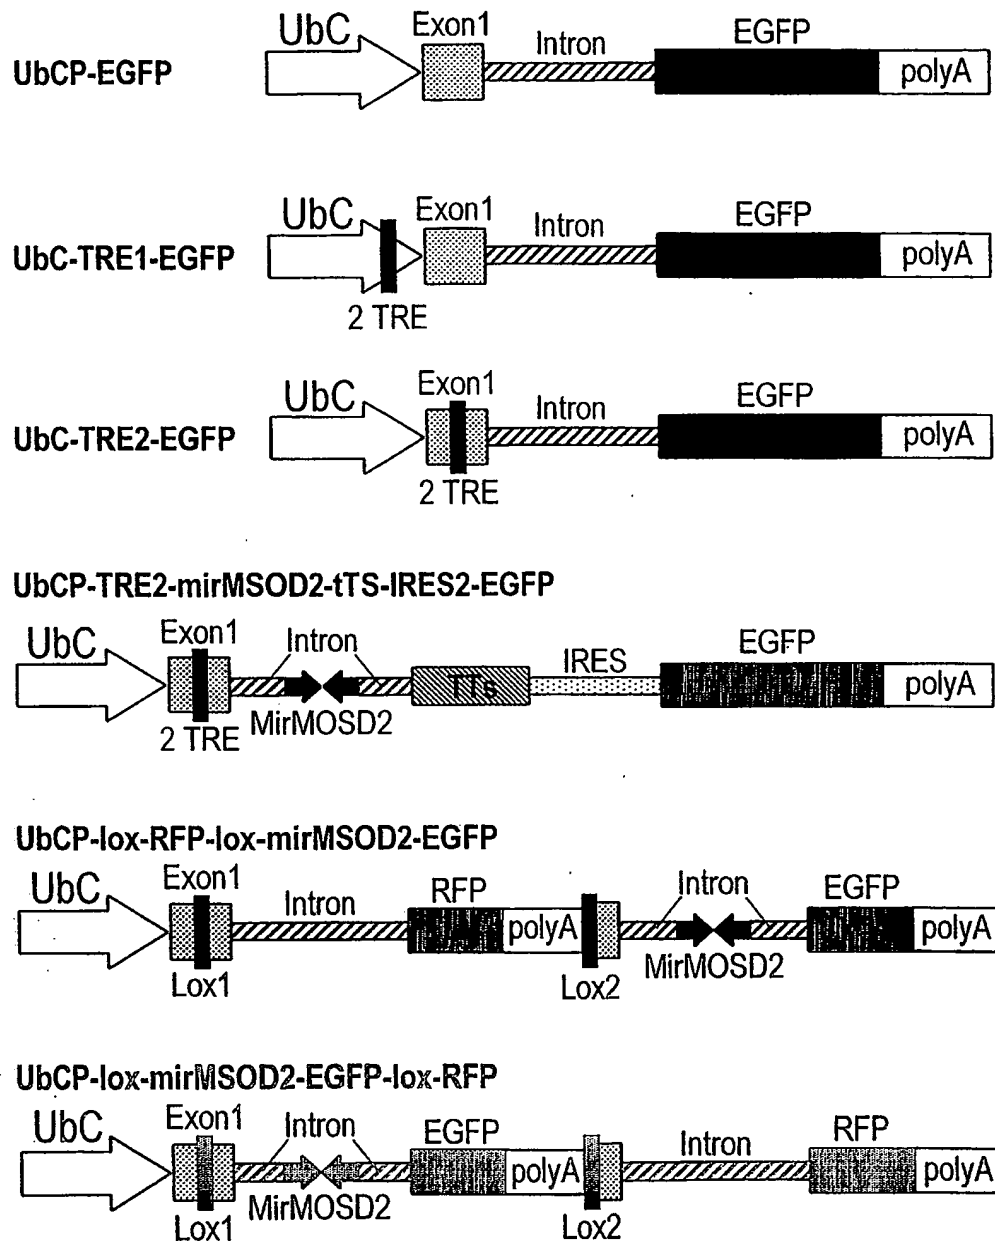 UbC Exon1 Intron EGFP
UbCP-EGFP polyA
UbC Exon1 Intron EGFP
UbC-TRE1-EGFP polyA
2 TRE
UbC Exon1 Intron EGFP
UbC-TRE2-EGFP polyA
2 TRE
UbCP-TRE2-mirMSOD2-tTS-IRES2-EGFP
UbC Exon1 Intron IRES EGFP
TTs polyA
2 TRE MirMOSD2
UbCP-lox-RFP-lox-mirMSOD2-EGFP
UbC Exon1 Intron RFP Intron EGFP
polyA polyA
Lox1 Lox2 MirMOSD2
UbCP-lox-mirMSOD2-EGFP-lox-RFP
UbC Exon1 Intron EGFP Intron RFP
polyA polyA
Lox1 MirMOSD2 Lox2